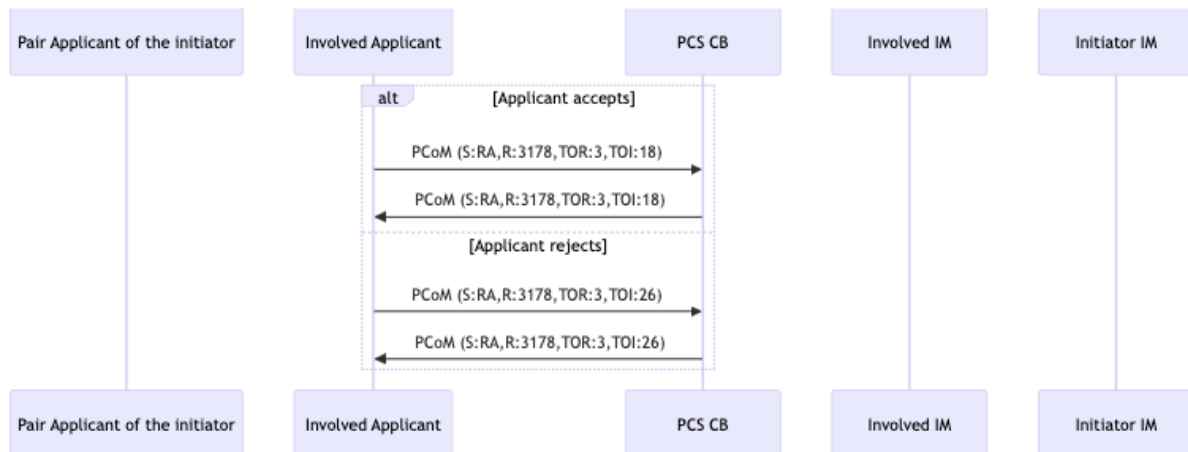 Pair Applicant of the initiator
Involved Applicant
PCS CB
Involved IM
Initiator IM
alt
[Applicant accepts]
PCoM (S:RA,R:3178,TOR:3,TOI:18)
PCoM (S:RA,R:3178,TOR:3,TOI:18)
[Applicant rejects]
PCoM (S:RA,R:3178,TOR:3,TOI:26)
PCoM (S:RA,R:3178,TOR:3,TOI:26)
Pair Applicant of the initiator
Involved Applicant
PCS CB
Involved IM
Initiator IM